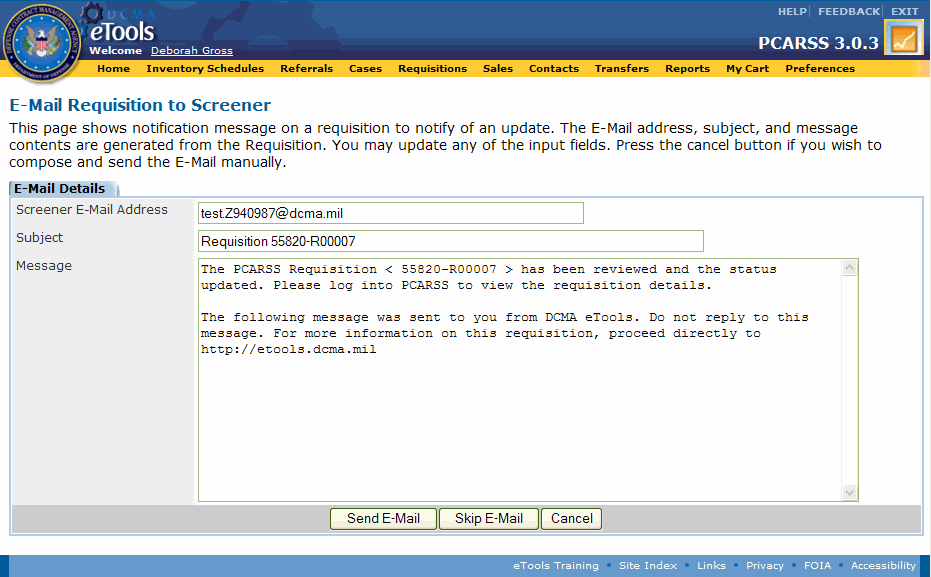 HELP FEEDBACK EXIT
DCMA
eTools
Welcome Deborah Gross
PCARSS 3.0.3
DEFENSE CONTRACT MANAGEMENT AGENCY
DEPARTMENT OF DEFENSE
Home Inventory Schedules Referrals Cases Requisitions Sales Contacts Transfers Reports My Cart Preferences
E-Mail Requisition to Screener
This page shows notification message on a requisition to notify of an update. The E-Mail address, subject, and message
contents are generated from the Requisition. You may update any of the input fields. Press the cancel button if you wish to
compose and send the E-Mail manually.
E-Mail Details
Screener E-Mail Address
test.Z940987@dcma.mil
Subject
Requisition 55820-R00007
Message
The PCARSS Requisition < 55820-R00007 > has been reviewed and the status
updated. Please log into PCARSS to view the requisition details.
The following message was sent to you from DCMA eTools. Do not reply to this
message. For more information on this requisition, proceed directly to
http://etools.dcma.mil
Send E-Mail Skip E-Mail Cancel
eTools Training • Site Index • Links • Privacy • FOIA • Accessibility